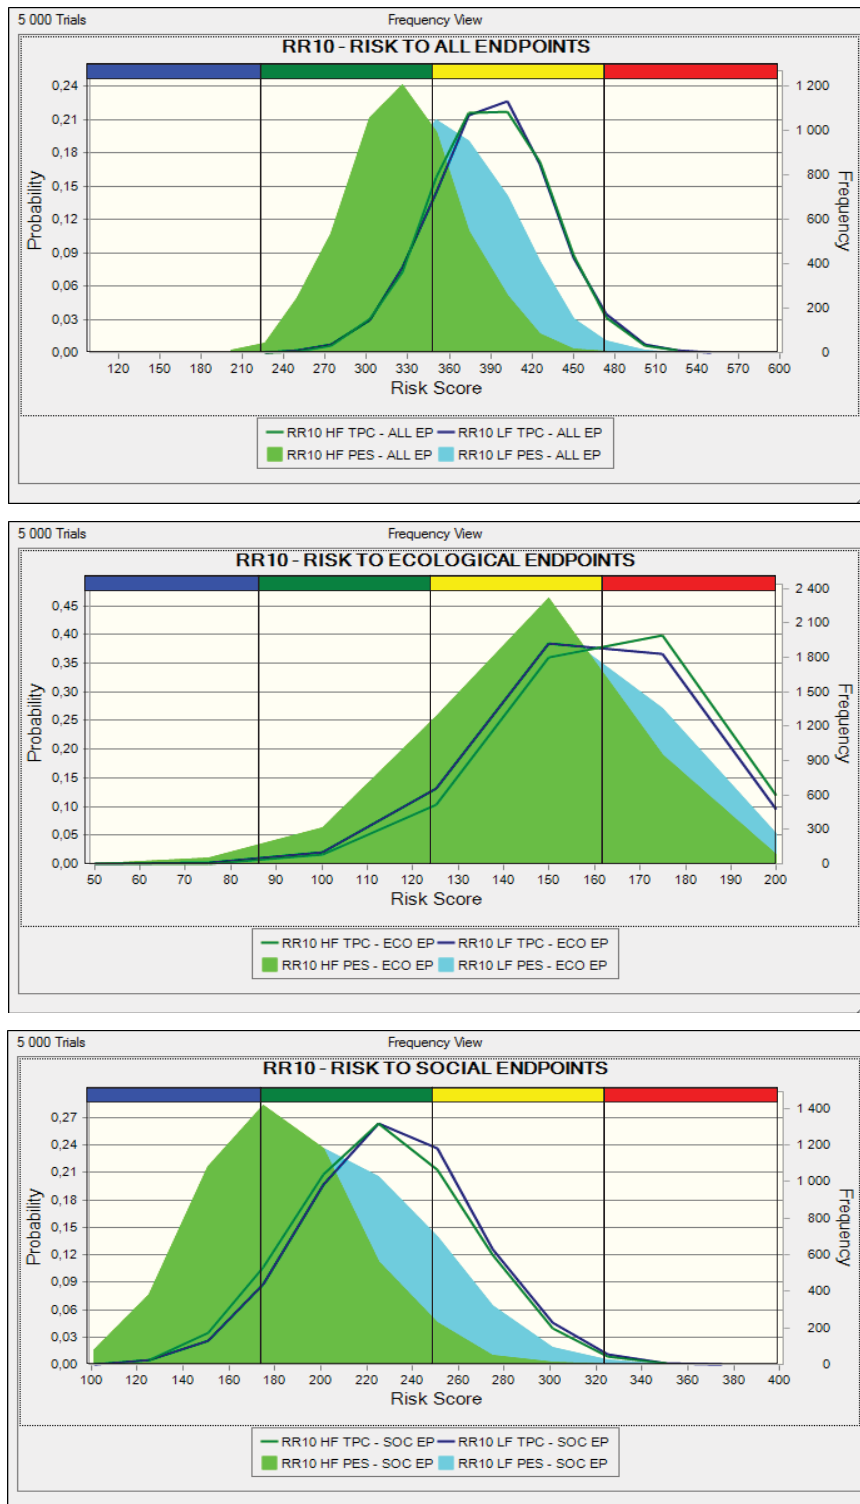 5 000 Trials Frequency View
RR10 - RISK TO ALL ENDPOINTS
0,24 1 200
0,21 1 000
0,18
0,15 800
0,12 600
0,09 400
0,06
0,03 200
0,00 0
Probability
Frequency
120 150 180 210 240 270 300 330 360 390 420 450 480 510 540 570 600
Risk Score
RR10 HF TPC - ALL EP RR10 LF TPC - ALL EP
RR10 HF PES - ALL EP RR10 LF PES - ALL EP
5 000 Trials Frequency View
RR10 - RISK TO ECOLOGICAL ENDPOINTS
2 400
0,45 2 100
0,40
0,35 1 800
0,30 1 500
0,25 1 200
0,20
0,15 900
0,10 600
0,05 300
0,00 0
Probability
Frequency
50 60 70 80 90 100 110 120 130 140 150 160 170 180 190 200
Risk Score
RR10 HF TPC - ECO EP RR10 LF TPC - ECO EP
RR10 HF PES - ECO EP RR10 LF PES - ECO EP
5 000 Trials Frequency View
RR10 - RISK TO SOCIAL ENDPOINTS
0,27 1 400
0,24 1 200
0,21
0,18 1 000
0,15 800
0,12 600
0,09 400
0,06
0,03 200
0,00 0
Probability
Frequency
100 120 140 160 180 200 220 240 260 280 300 320 340 360 380 400
Risk Score
RR10 HF TPC - SOC EP RR10 LF TPC - SOC EP
RR10 HF PES - SOC EP RR10 LF PES - SOC EP